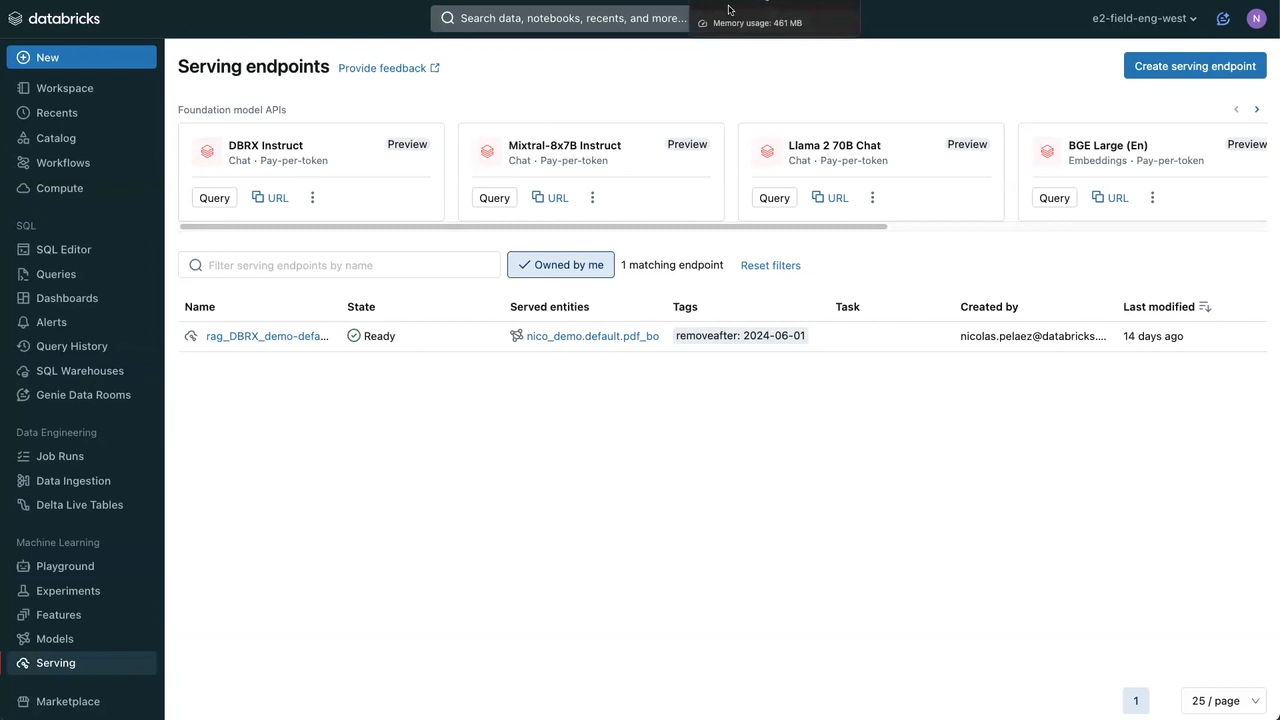 databricks
Search data, notebooks, recents, and more...
Memory usage: 461 MB
e2-field-eng-west
N
New
Workspace
Recents
Catalog
Workflows
Compute
SQL
SQL Editor
Queries
Dashboards
Alerts
Query History
SQL Warehouses
Genie Data Rooms
Data Engineering
Job Runs
Data Ingestion
Delta Live Tables
Machine Learning
Playground
Experiments
Features
Models
Serving
Marketplace
Serving endpoints Provide feedback
Create serving endpoint
Foundation model APIs
DBRX Instruct Preview
Chat · Pay-per-token
Query URL
Mixtral-8x7B Instruct Preview
Chat · Pay-per-token
Query URL
Llama 2 70B Chat Preview
Chat · Pay-per-token
Query URL
BGE Large (En) Preview
Embeddings · Pay-per-token
Query URL
Filter serving endpoints by name
Owned by me
1 matching endpoint
Reset filters
Name State Served entities Tags Task Created by Last modified
rag_DBRX_demo-defa... Ready nico_demo.default.pdf_bo removeafter: 2024-06-01 nicolas.pelaez@databricks.... 14 days ago
1
25 / page